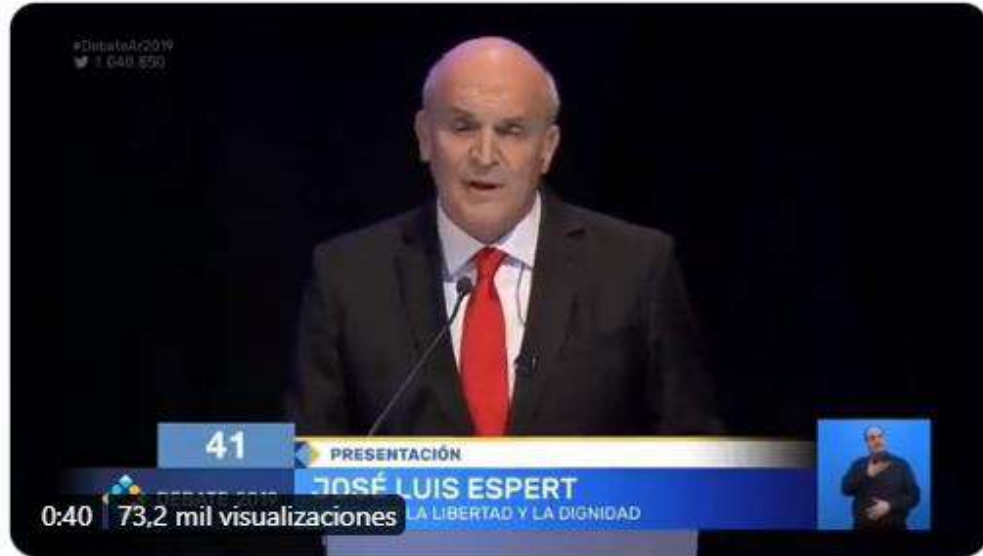 #DebateAr2019
1 040 850
41
PRESENTACIÓN
JOSÉ LUIS ESPERT
LA LIBERTAD Y LA DIGNIDAD
0:40
73,2 mil visualizaciones